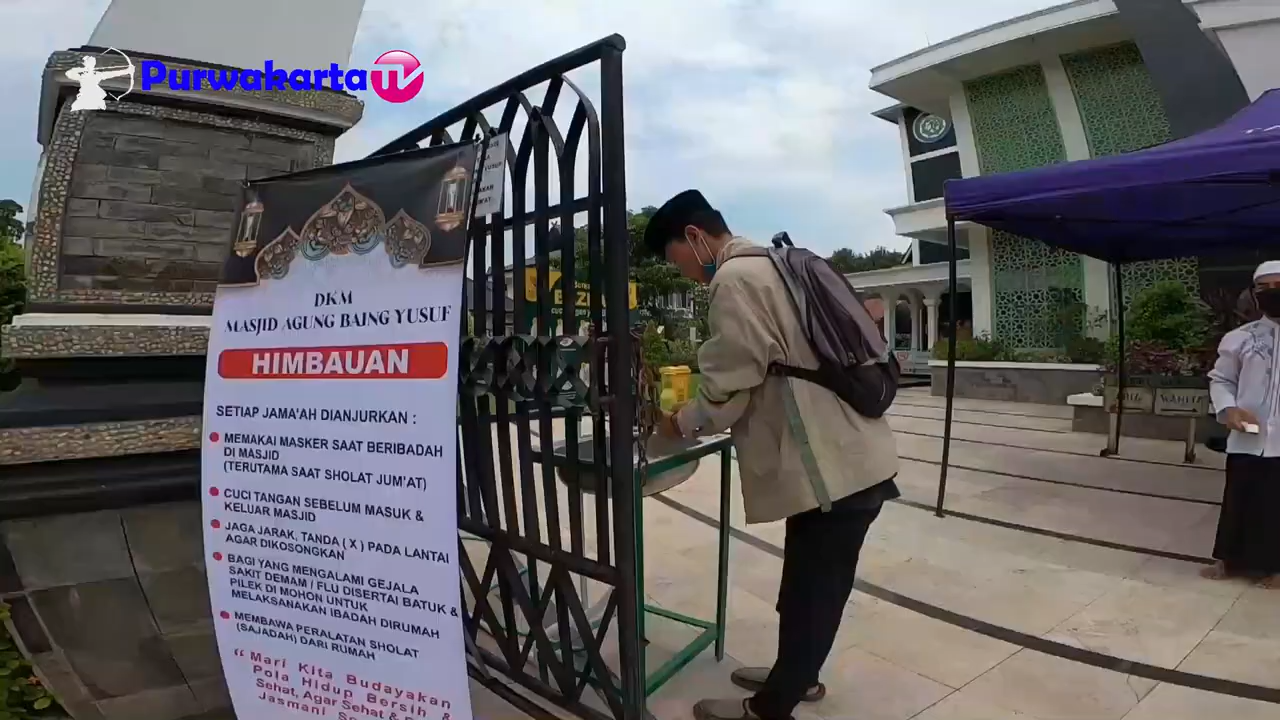 PurwakartaTV
DKM
MASJID AGUNG BAING YUSUF
HIMBAUAN
SETIAP JAMA'AH DIANJURKAN :
MEMAKAI MASKER SAAT BERIBADAH
DI MASJID
(TERUTAMA SAAT SHOLAT JUM'AT)
CUCI TANGAN SEBELUM MASUK &
KELUAR MASJID
JAGA JARAK, TANDA ( X ) PADA LANTAI
AGAR DIKOSONGKAN
BAGI YANG MENGALAMI GEJALA
SAKIT DEMAM / FLU DISERTAI BATUK &
PILEK DI MOHON UNTUK
MELAKSANAKAN IBADAH DIRUMAH
MEMBAWA PERALATAN SHOLAT
(SAJADAH) DARI RUMAH
“ Mari Kita Budayakan
Pola Hidup Bersih &
Sehat, Agar Sehat &
Jasmani
WANITA